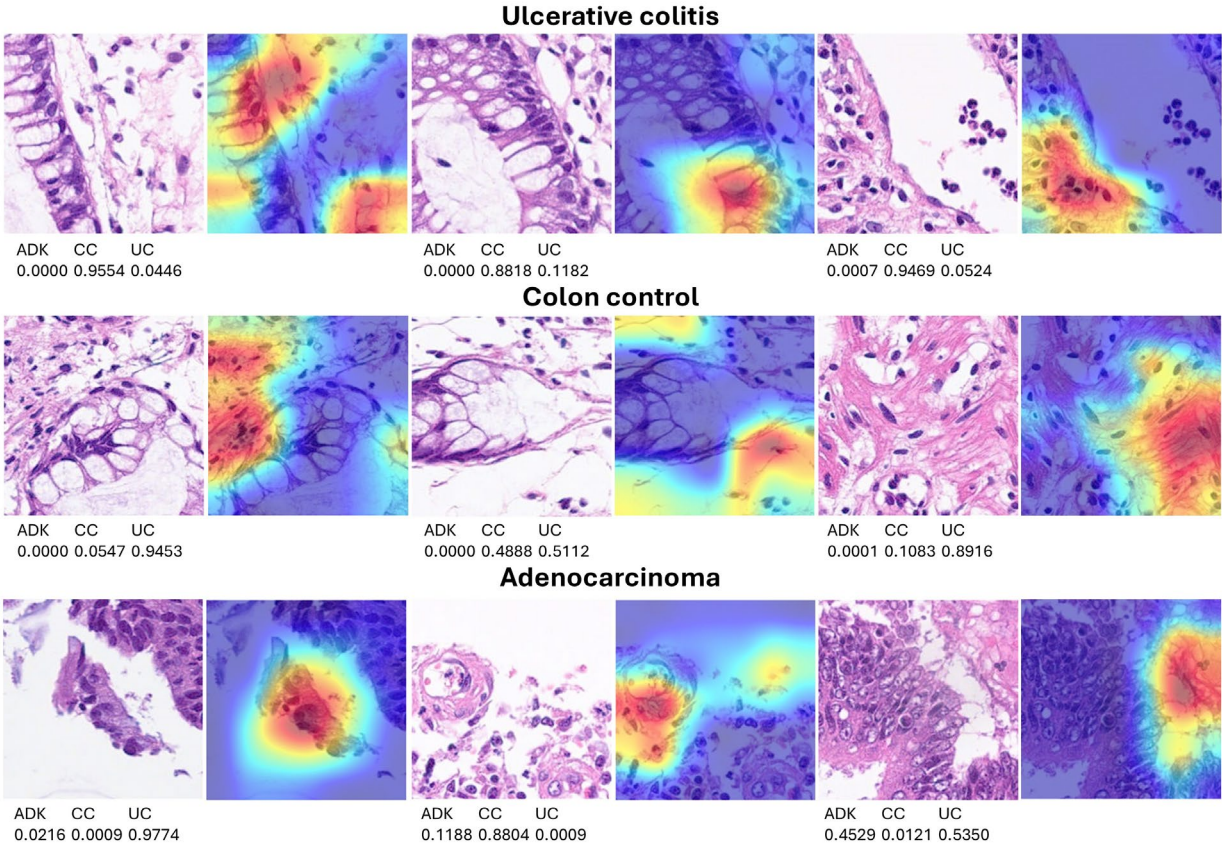 Ulcerative colitis
ADK CC UC ADK CC UC ADK CC UC
0.0000 0.9554 0.0446 0.0000 0.8818 0.1182 0.0007 0.9469 0.0524
Colon control
ADK CC UC ADK CC UC ADK CC UC
0.0000 0.0547 0.9453 0.0000 0.4888 0.5112 0.0001 0.1083 0.8916
Adenocarcinoma
ADK CC UC ADK CC UC ADK CC UC
0.0216 0.0009 0.9774 0.1188 0.8804 0.0009 0.4529 0.0121 0.5350